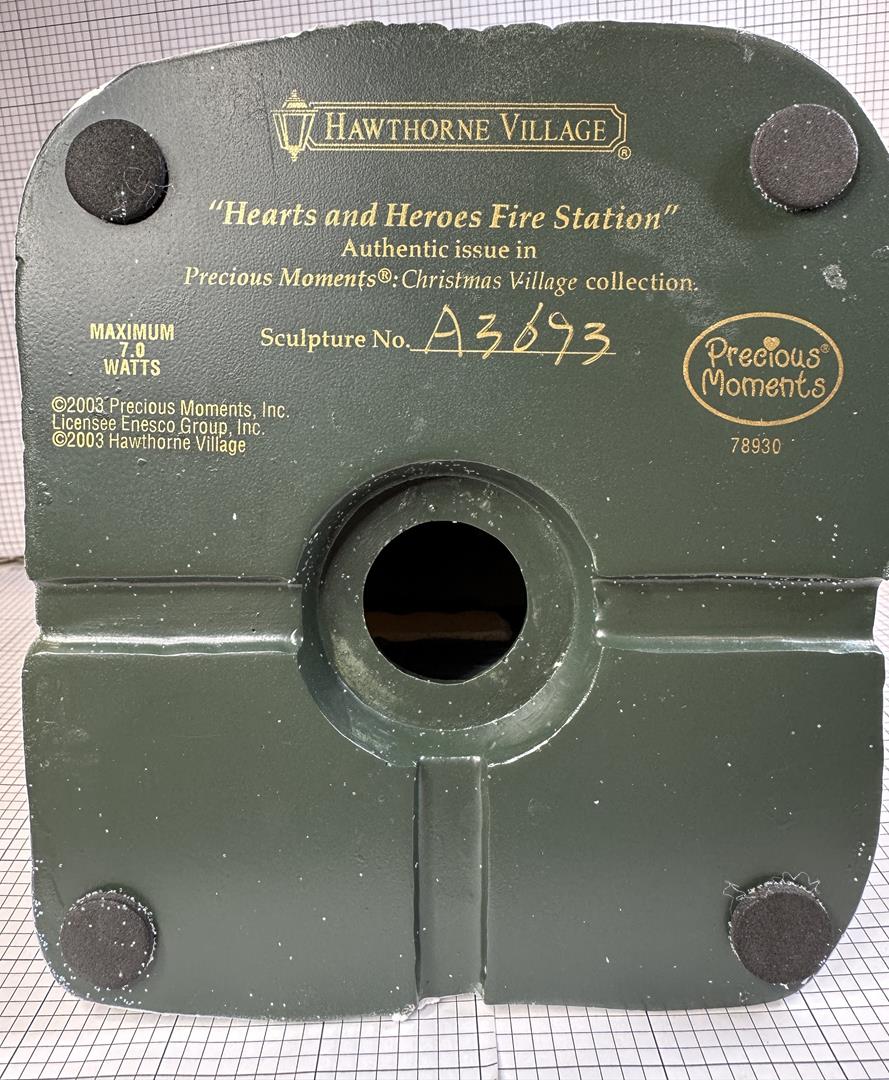 HAWTHORNE VILLAGE ®
"Hearts and Heroes Fire Station"
Authentic issue in
Precious Moments®: Christmas Village collection.
Sculpture No. A3693
MAXIMUM
7.0
WATTS
©2003 Precious Moments, Inc.
Licensee Enesco Group, Inc.
©2003 Hawthorne Village
Precious®
Moments
78930